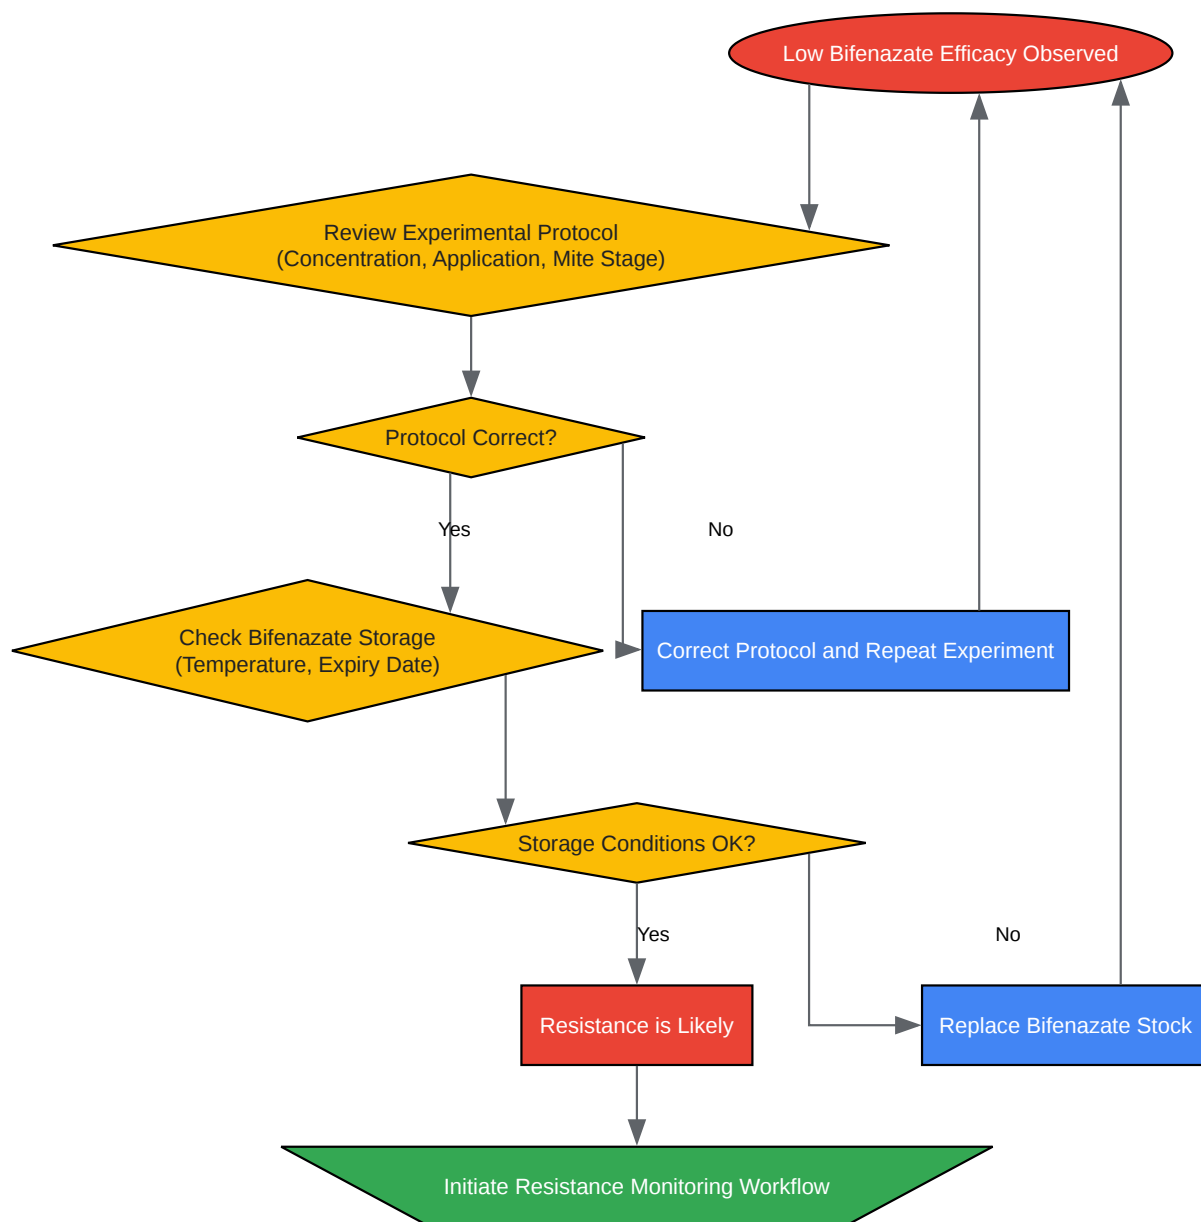 Low Bifenazate Efficacy Observed
Review Experimental Protocol
(Concentration, Application, Mite Stage)
Protocol Correct?
Yes
No
Check Bifenazate Storage
(Temperature, Expiry Date)
Correct Protocol and Repeat Experiment
Storage Conditions OK?
Yes
No
Resistance is Likely
Replace Bifenazate Stock
Initiate Resistance Monitoring Workflow